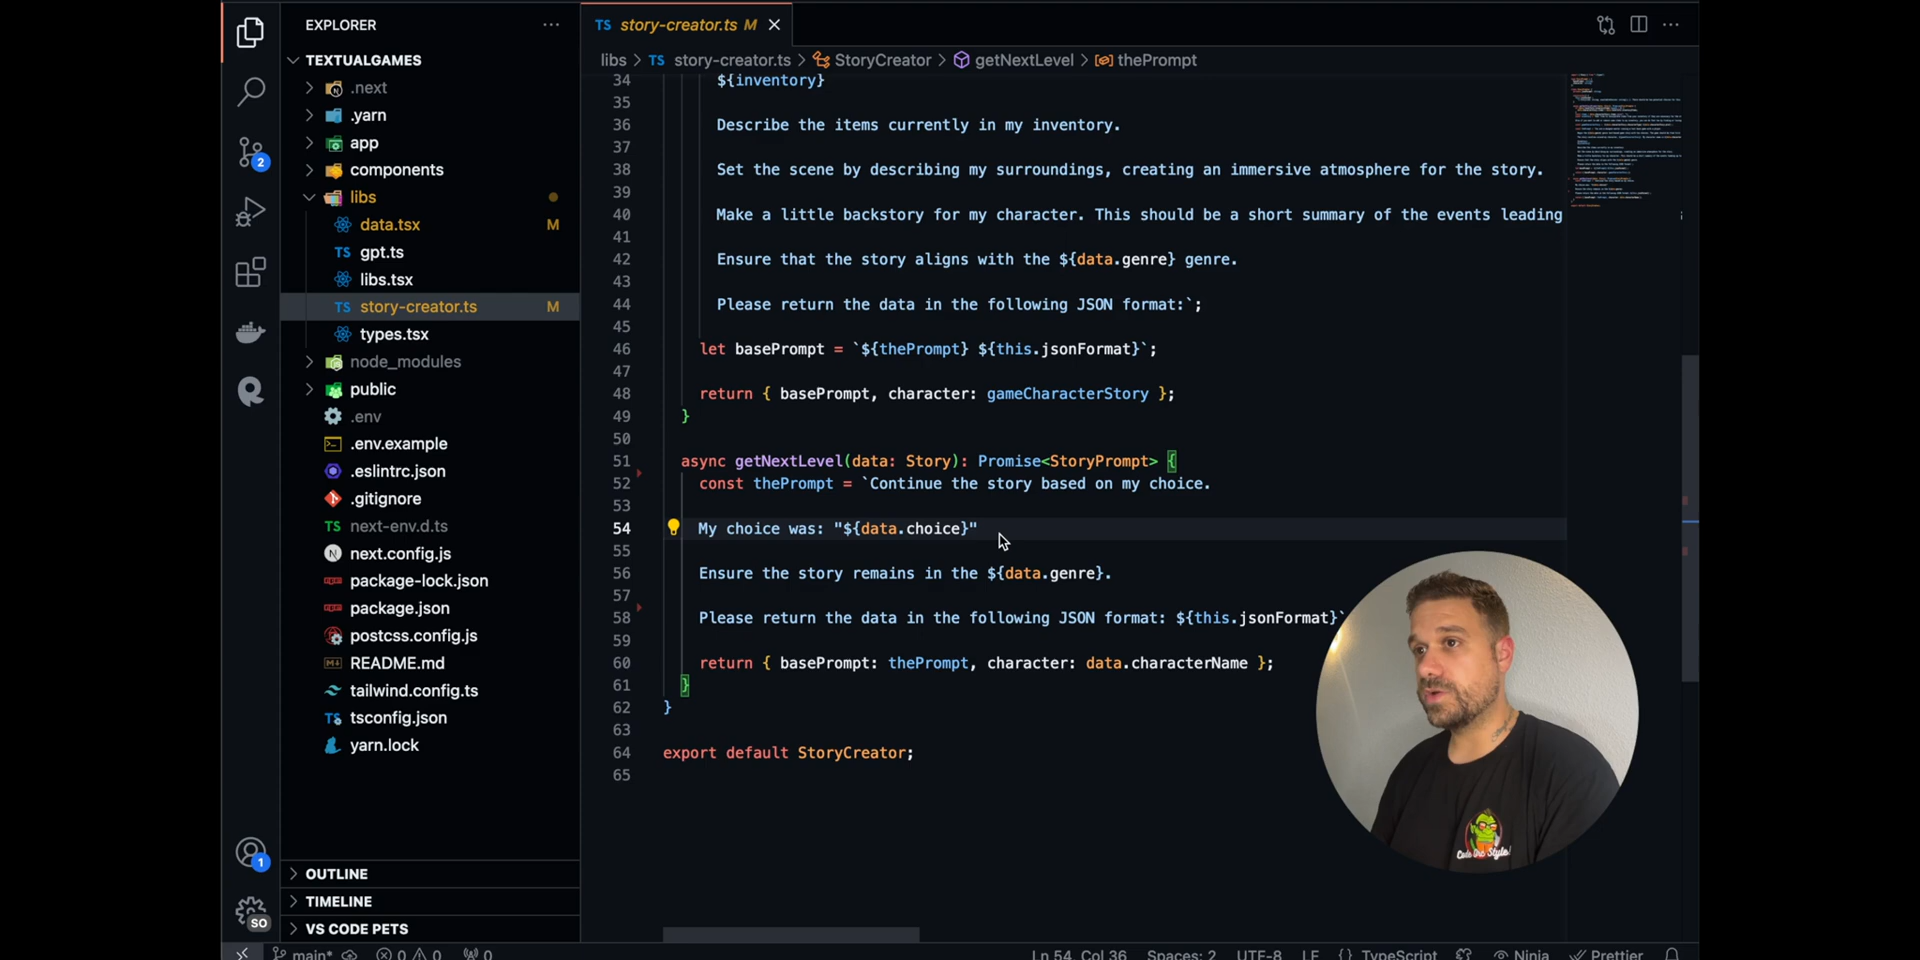 EXPLORER
TEXTUALGAMES
.next
.yarn
app
components
libs
data.tsx M
gpt.ts
libs.tsx
story-creator.ts M
types.tsx
node_modules
public
.env
.env.example
.eslintrc.json
.gitignore
next-env.d.ts
next.config.js
package-lock.json
package.json
postcss.config.js
README.md
tailwind.config.ts
tsconfig.json
yarn.lock
OUTLINE
TIMELINE
VS CODE PETS
2
1
SO
TS story-creator.ts M
libs > TS story-creator.ts > StoryCreator > getNextLevel > thePrompt
34 ${inventory}
35
36 Describe the items currently in my inventory.
37
38 Set the scene by describing my surroundings, creating an immersive atmosphere for the story.
39
40 Make a little backstory for my character. This should be a short summary of the events leading
41
42 Ensure that the story aligns with the ${data.genre} genre.
43
44 Please return the data in the following JSON format:`;
45
46 let basePrompt = `${thePrompt} ${this.jsonFormat}`;
47
48 return { basePrompt, character: gameCharacterStory };
49 }
50
51 async getNextLevel(data: Story): Promise<StoryPrompt> {
52 const thePrompt = `Continue the story based on my choice.
53
54 My choice was: "${data.choice}"
55
56 Ensure the story remains in the ${data.genre}.
57
58 Please return the data in the following JSON format: ${this.jsonFormat}`
59
60 return { basePrompt: thePrompt, character: data.characterName };
61 }
62 }
63
64 export default StoryCreator;
65
Code the Style!
main* 0 0 0 Ln 54, Col 36 Spaces: 2 UTF-8 LF {} TypeScript Ninja Prettier